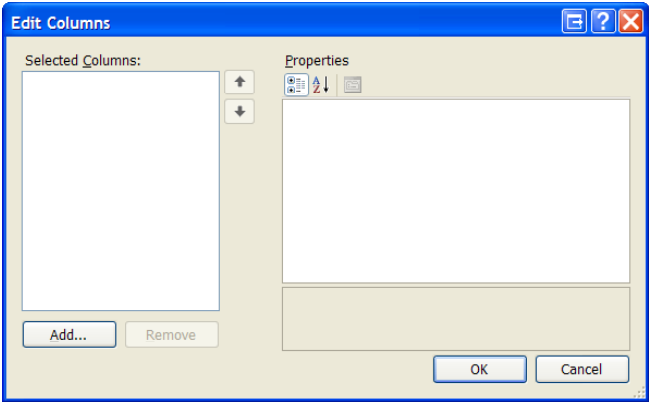 Edit Columns
Selected Columns:
Properties
Add...
Remove
OK
Cancel